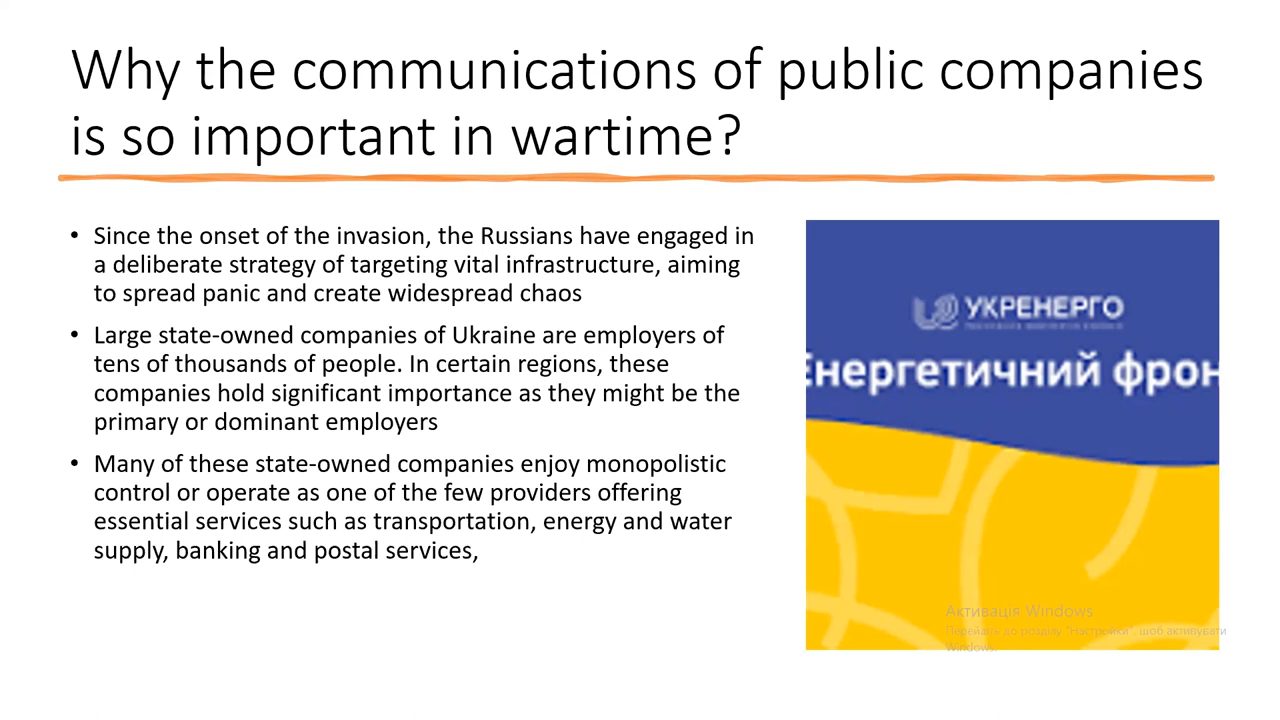 Why the communications of public companies
is so important in wartime?
• Since the onset of the invasion, the Russians have engaged in
a deliberate strategy of targeting vital infrastructure, aiming
to spread panic and create widespread chaos
• Large state-owned companies of Ukraine are employers of
tens of thousands of people. In certain regions, these
companies hold significant importance as they might be the
primary or dominant employers
• Many of these state-owned companies enjoy monopolistic
control or operate as one of the few providers offering
essential services such as transportation, energy and water
supply, banking and postal services,
УКРЕНЕРГО
Енергетичний фрон
Активація Windows
Перейдіть до розділу "Настройки", щоб активувати
Windows.